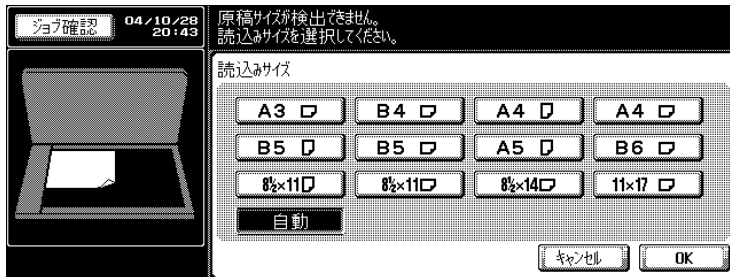 ジョブ確認
04/10/28
20:43
原稿サイズが検出できません。
読込みサイズを選択してください。
読込みサイズ
A3 B4 A4 A4
B5 B5 A5 B6
8½×11 8½×11 8½×14 11×17
自動
キャンセル OK